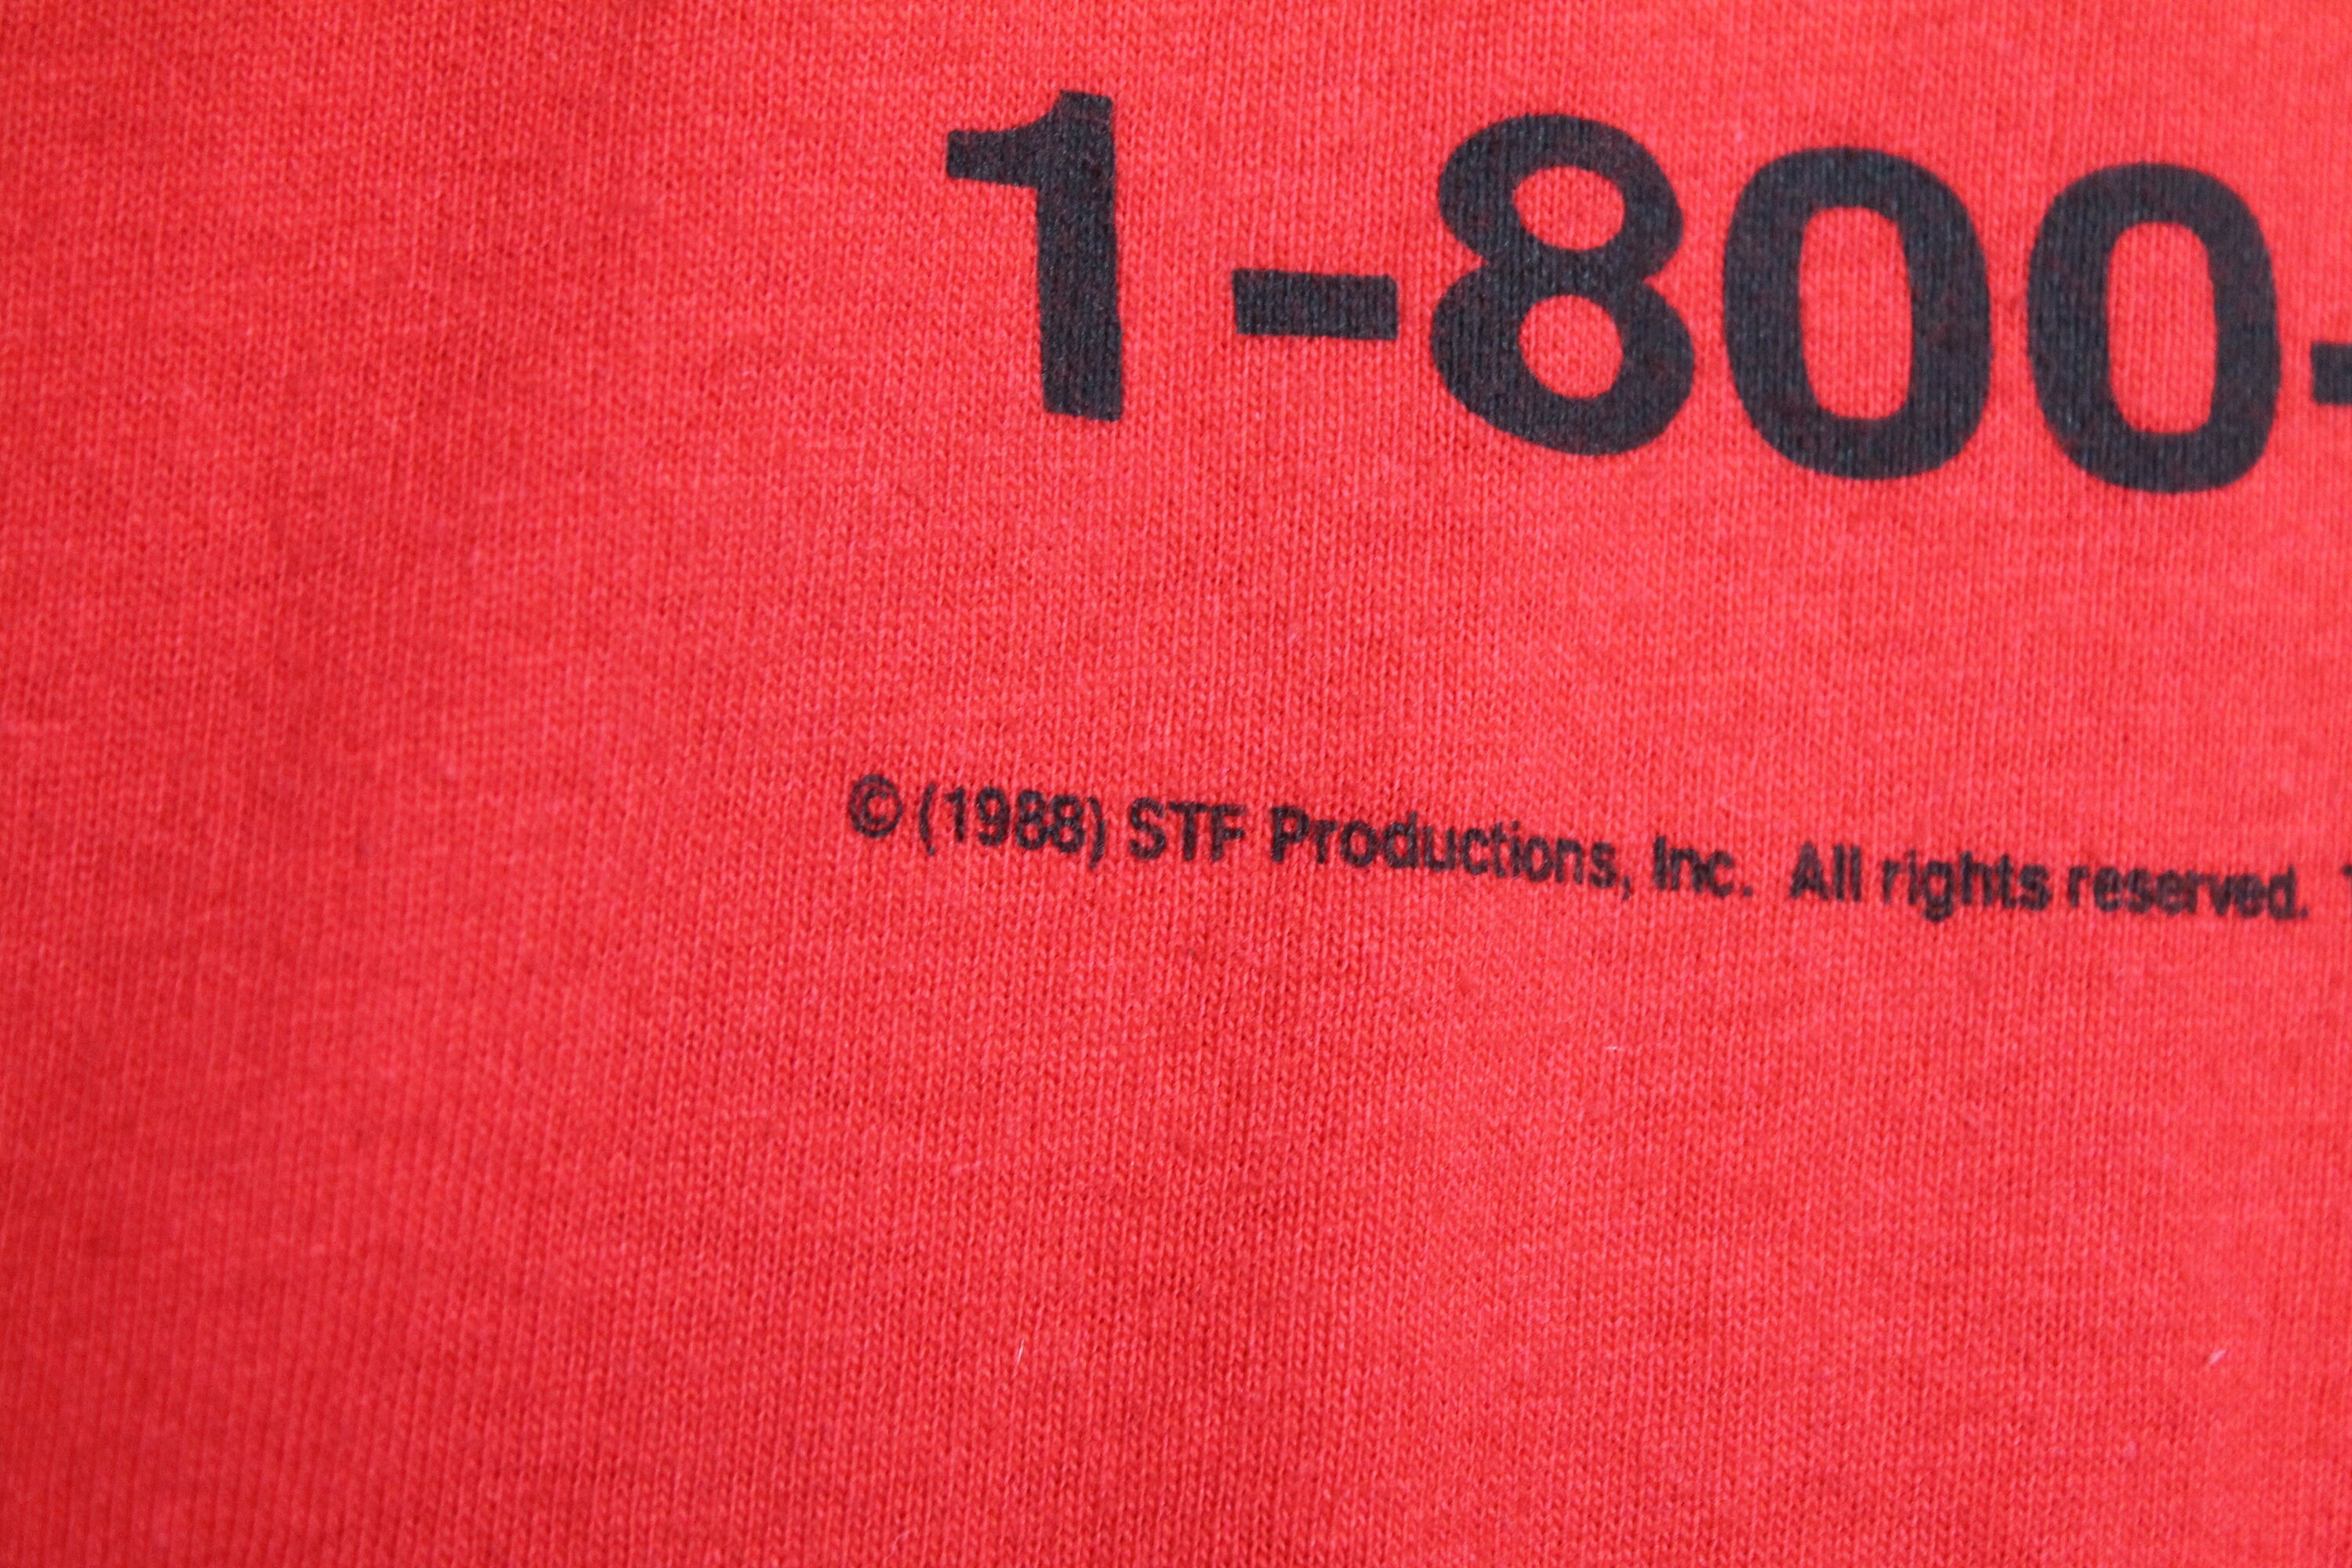 1-800-
© (1988) STF Productions, Inc. All rights reserved.